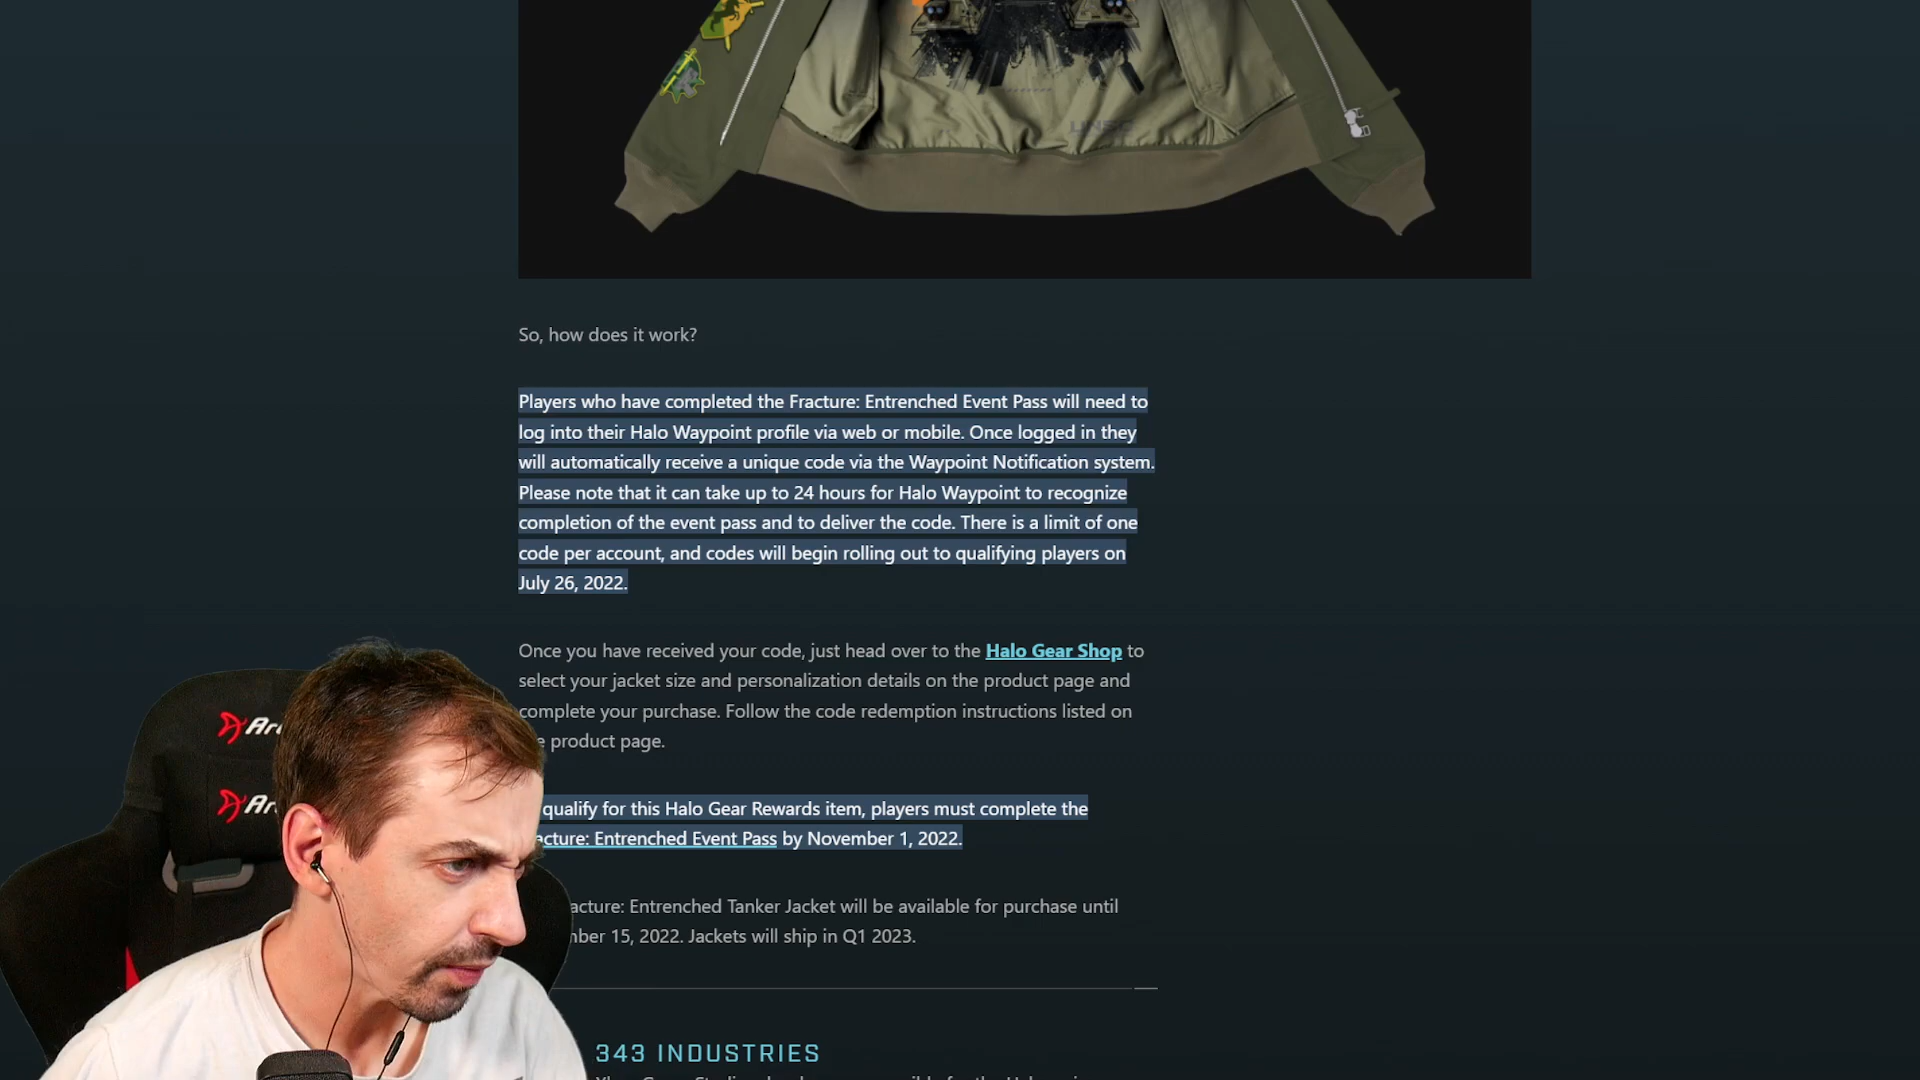 UNSC
So, how does it work?
Players who have completed the Fracture: Entrenched Event Pass will need to
log into their Halo Waypoint profile via web or mobile. Once logged in they
will automatically receive a unique code via the Waypoint Notification system.
Please note that it can take up to 24 hours for Halo Waypoint to recognize
completion of the event pass and to deliver the code. There is a limit of one
code per account, and codes will begin rolling out to qualifying players on
July 26, 2022.
Once you have received your code, just head over to the Halo Gear Shop to
select your jacket size and personalization details on the product page and
complete your purchase. Follow the code redemption instructions listed on
e product page.
qualify for this Halo Gear Rewards item, players must complete the
acture: Entrenched Event Pass by November 1, 2022.
acture: Entrenched Tanker Jacket will be available for purchase until
ber 15, 2022. Jackets will ship in Q1 2023.
343 INDUSTRIES